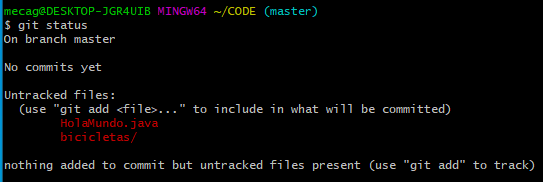 mecag@DESKTOP-JGR4UIB MINGW64 ~/CODE (master)
$ git status
On branch master
No commits yet
Untracked files:
(use "git add <file>..." to include in what will be committed)
HolaMundo.java
bicicletas/
nothing added to commit but untracked files present (use "git add" to track)